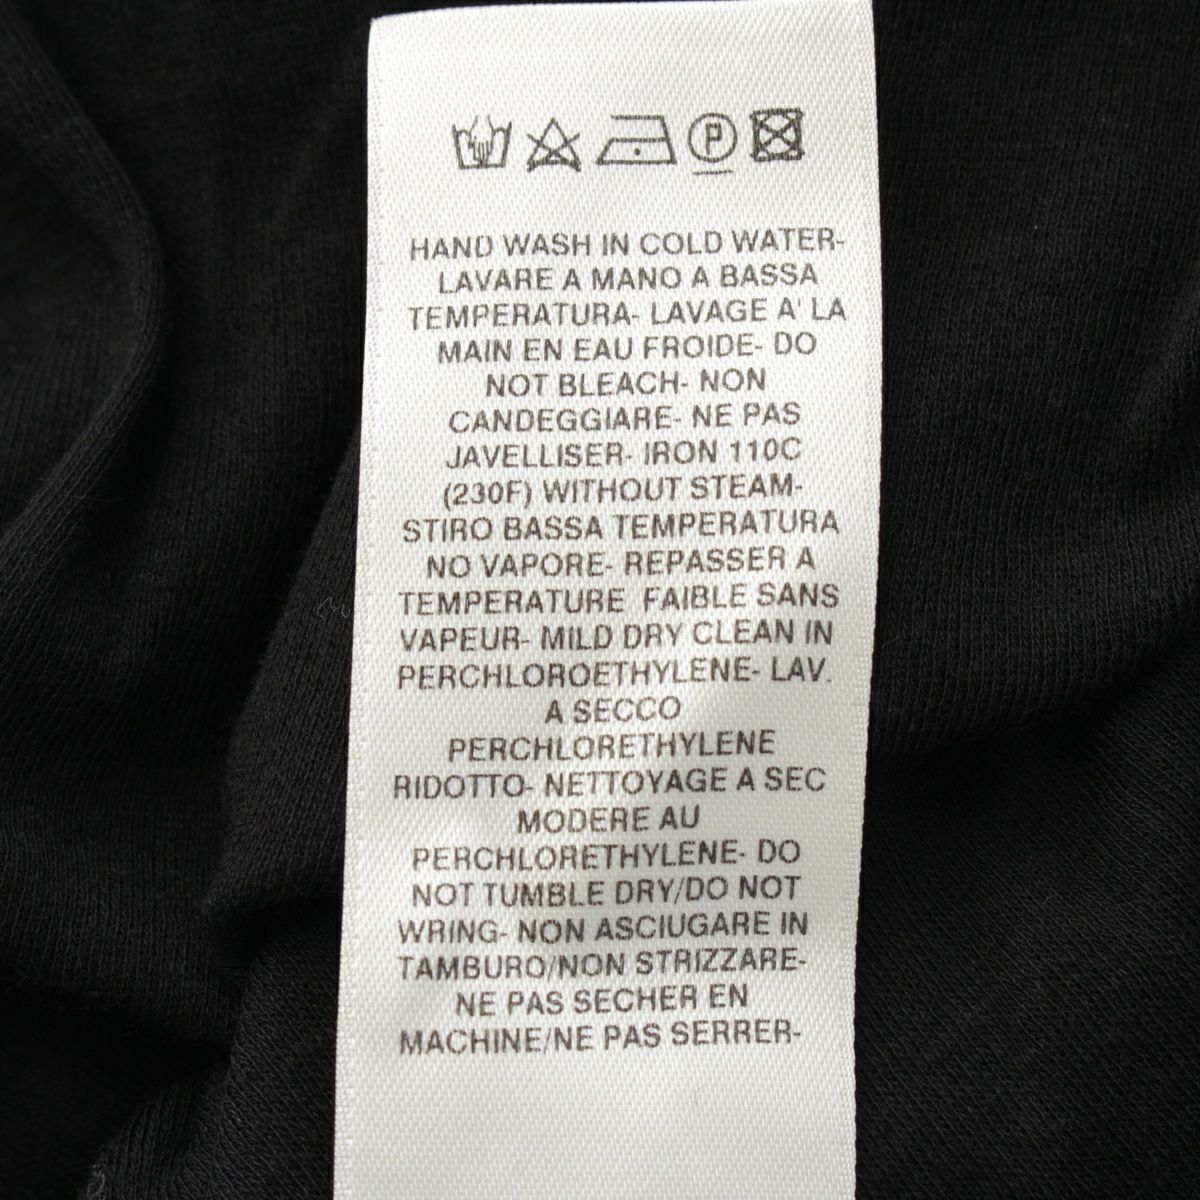 P
HAND WASH IN COLD WATER-
LAVARE A MANO A BASSA
TEMPERATURA- LAVAGE A' LA
MAIN EN EAU FROIDE- DO
NOT BLEACH- NON
CANDEGGIARE- NE PAS
JAVELLISER- IRON 110C
(230F) WITHOUT STEAM-
STIRO BASSA TEMPERATURA
NO VAPORE- REPASSER A
TEMPERATURE FAIBLE SANS
VAPEUR- MILD DRY CLEAN IN
PERCHLOROETHYLENE- LAV.
A SECCO
PERCHLORETHYLENE
RIDOTTO- NETTOYAGE A SEC
MODERE AU
PERCHLORETHYLENE- DO
NOT TUMBLE DRY/DO NOT
WRING- NON ASCIUGARE IN
TAMBURO/NON STRIZZARE-
NE PAS SECHER EN
MACHINE/NE PAS SERRER-